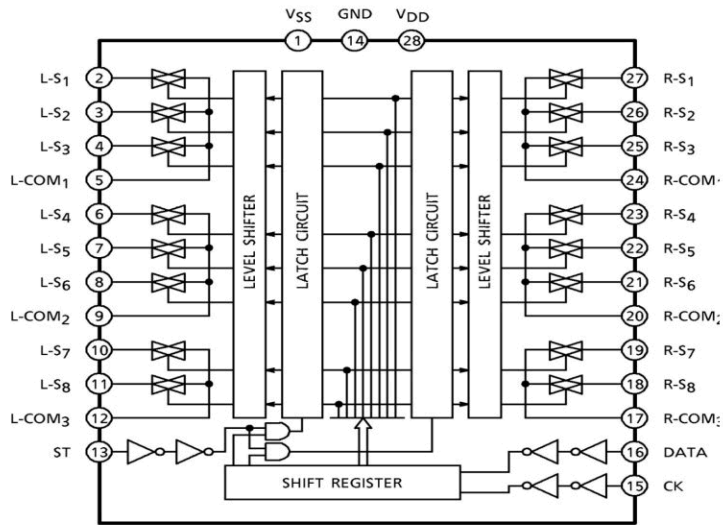 VSS GND VDD
1 14 28
L-S1 2 27 R-S1
L-S2 3 26 R-S2
L-S3 4 25 R-S3
L-COM1 5 24 R-COM1
L-S4 6 23 R-S4
L-S5 7 22 R-S5
L-S6 8 21 R-S6
L-COM2 9 20 R-COM2
L-S7 10 19 R-S7
L-S8 11 18 R-S8
L-COM3 12 17 R-COM3
ST 13 16 DATA
15 CK
LEVEL SHIFTER
LATCH CIRCUIT
LATCH CIRCUIT
LEVEL SHIFTER
SHIFT REGISTER